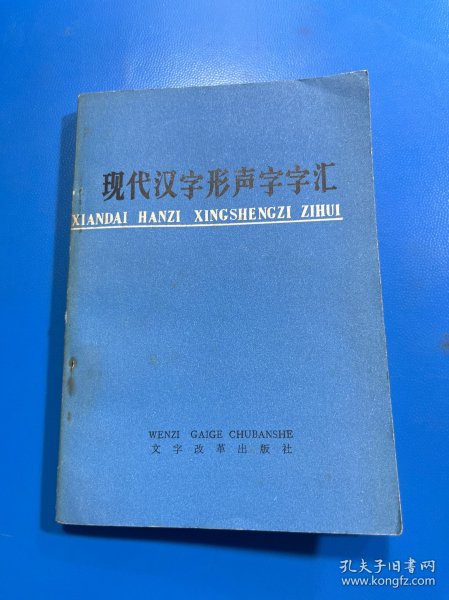 现代汉字形声字字汇
XIANDAI HANZI XINGSHENGZI ZIHUI
WENZI GAIGE CHUBANSHE
文字改革出版社
孔夫子旧书网
www.kongfz.com